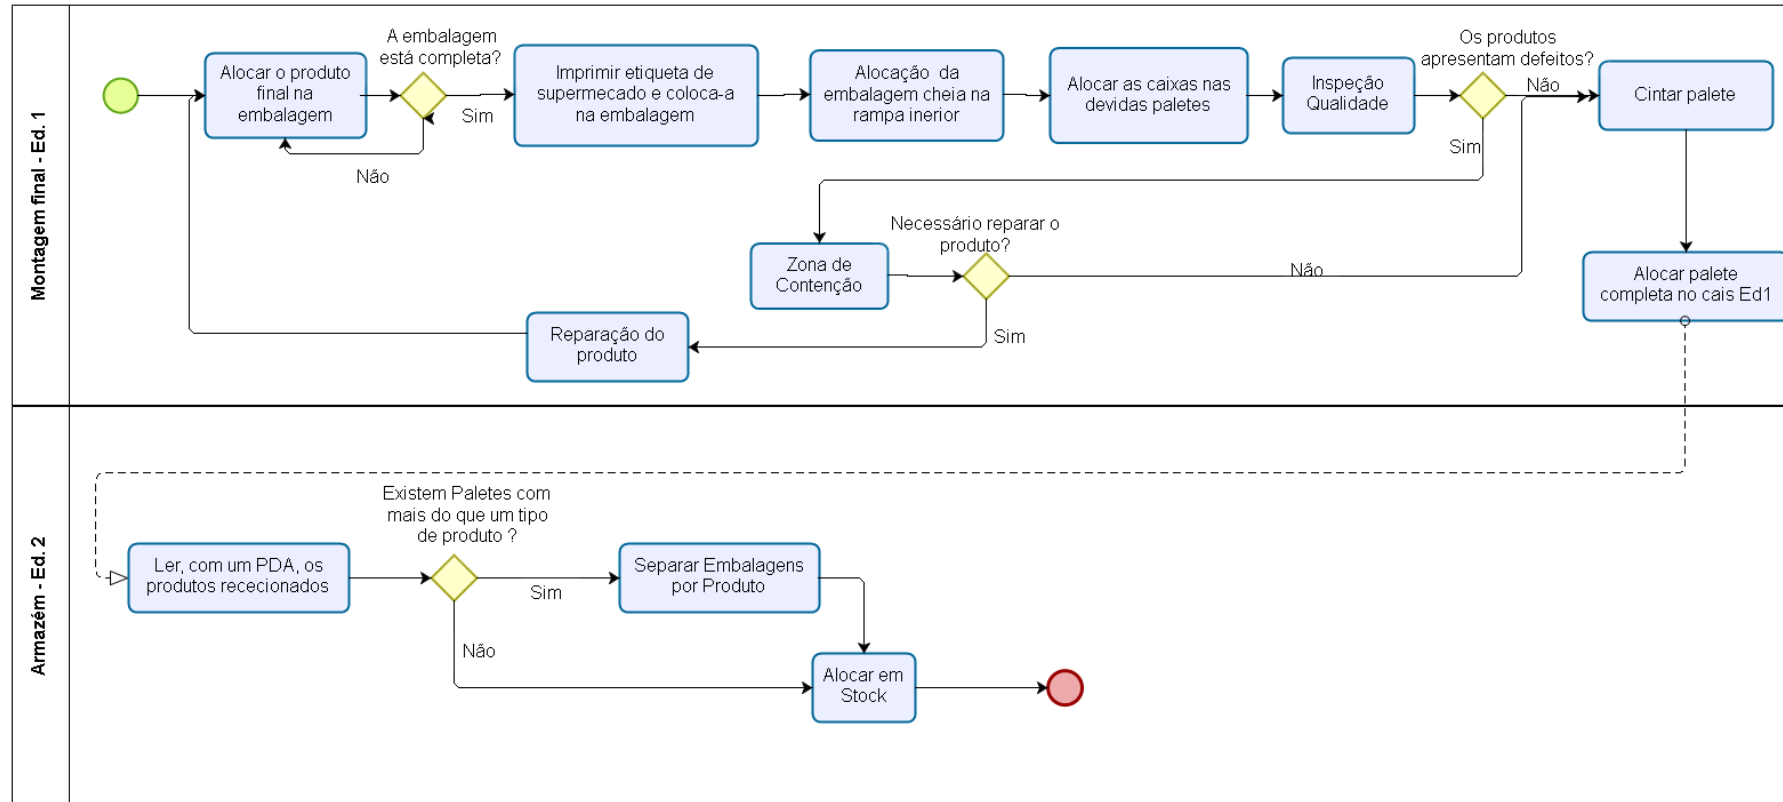 Montagem final - Ed. 1
Alocar o produto
final na
embalagem
A embalagem
está completa?
Sim
Não
Imprimir etiqueta de
supermecado e coloca-a
na embalagem
Alocação da
embalagem cheia na
rampa inerior
Alocar as caixas nas
devidas paletes
Inspeção
Qualidade
Os produtos
apresentam defeitos?
Não
Sim
Cintar palete
Zona de
Contenção
Necessário reparar o
produto?
Não
Sim
Reparação do
produto
Alocar palete
completa no cais Ed1
Armazém - Ed. 2
Ler, com um PDA, os
produtos rececionados
Existem Paletes com
mais do que um tipo
de produto ?
Sim
Não
Separar Embalagens
por Produto
Alocar em
Stock